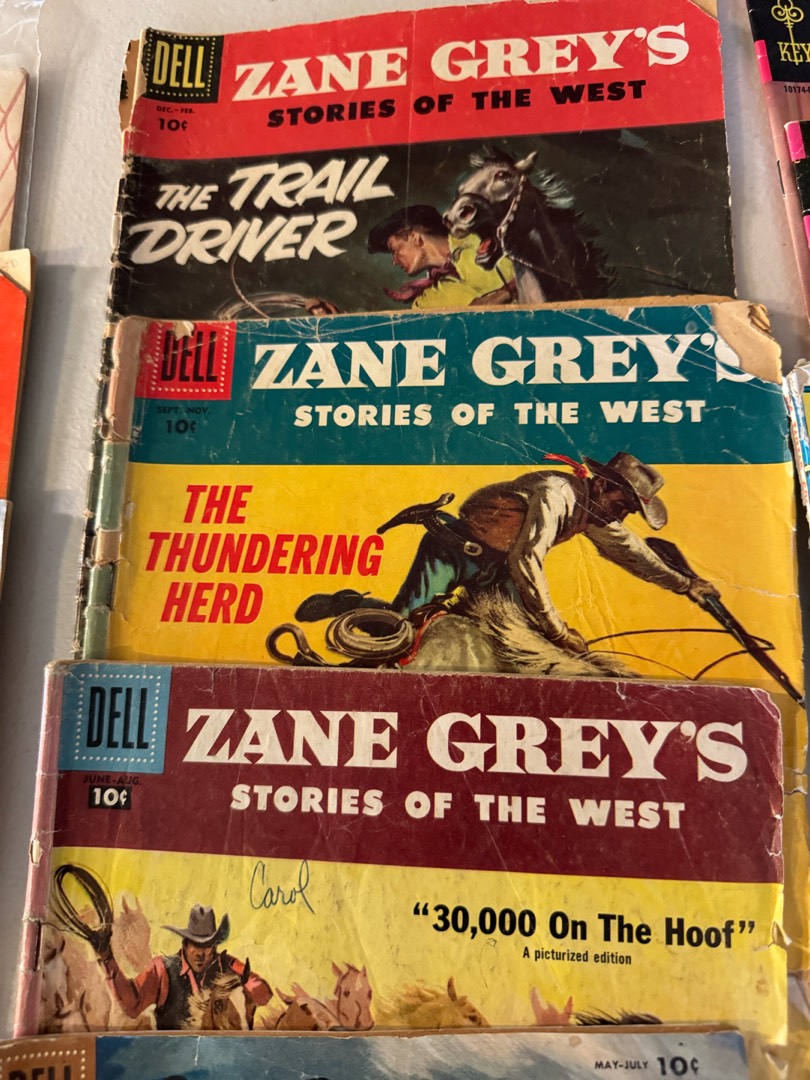 DELL
ZANE GREY'S
STORIES OF THE WEST
DEC.-FEB.
10¢
THE TRAIL
DRIVER
KEY
DELL
ZANE GREY'S
STORIES OF THE WEST
SEPT.-NOV.
10¢
THE
THUNDERING
HERD
DELL
ZANE GREY'S
STORIES OF THE WEST
JUNE-AUG.
10¢
Carol
"30,000 On The Hoof"
A picturized edition
DELL
MAY-JULY 10¢